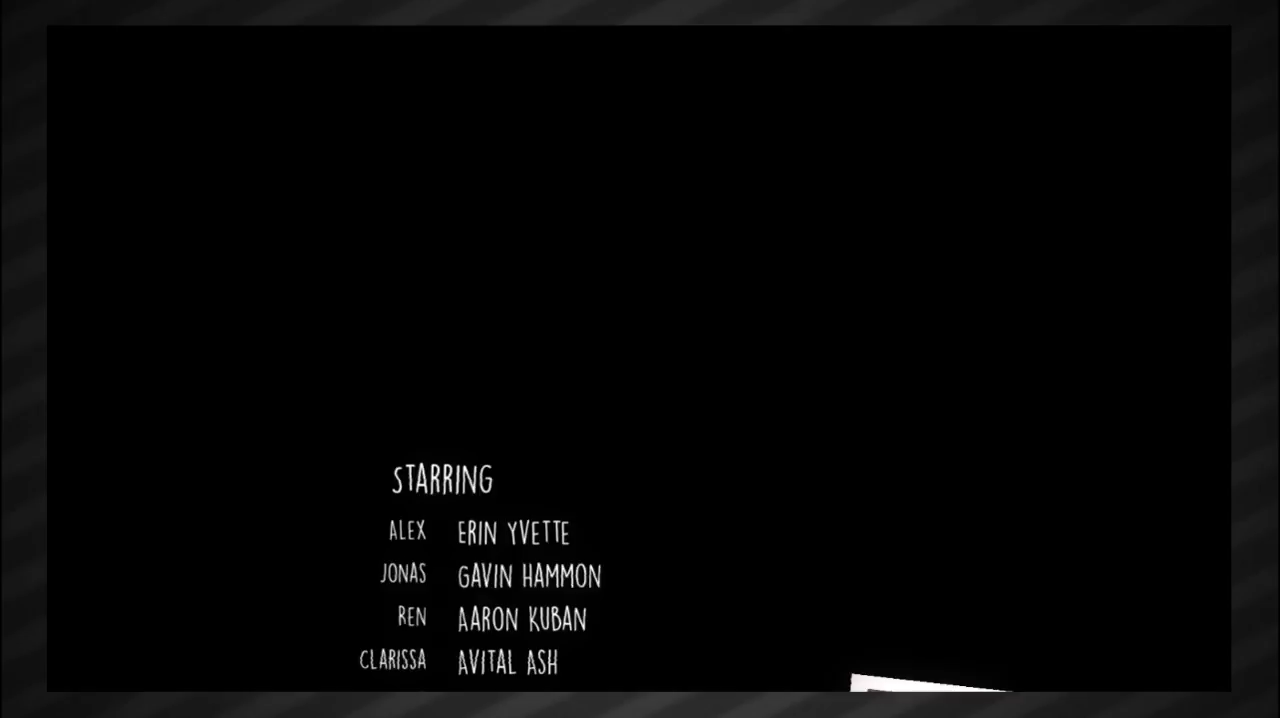 STARRING
ALEX ERIN YVETTE
JONAS GAVIN HAMMON
REN AARON KUBAN
CLARISSA AVITAL ASH